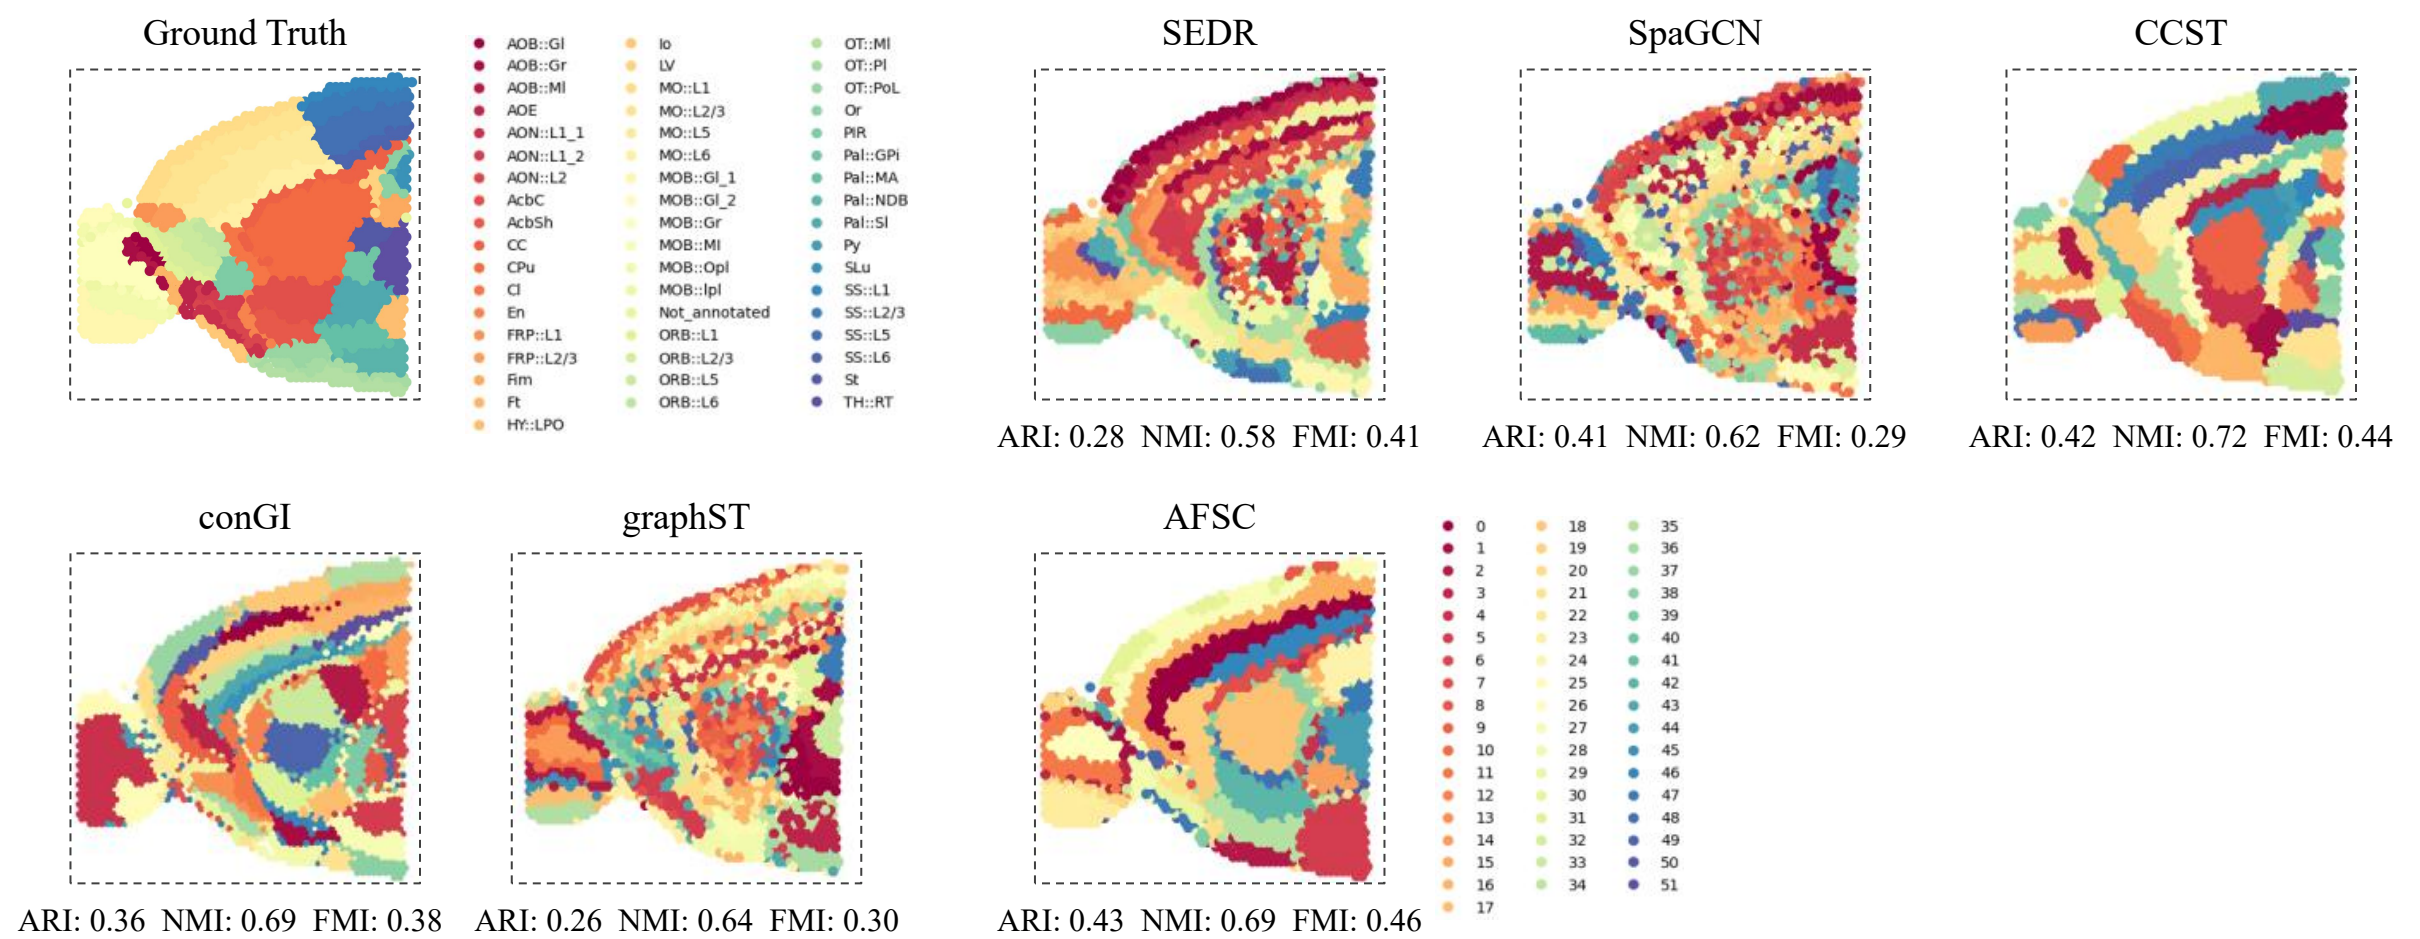 Ground Truth
AOB::Gl
AOB::Gr
AOB::Ml
AOE
AON::L1_1
AON::L1_2
AON::L2
AcbC
AcbSh
CC
CPu
Cl
En
FRP::L1
FRP::L2/3
Fim
Ft
HY::LPO
Io
LV
MO::L1
MO::L2/3
MO::L5
MO::L6
MOB::Gl_1
MOB::Gl_2
MOB::Gr
MOB::MI
MOB::Opl
MOB::lpl
Not_annotated
ORB::L1
ORB::L2/3
ORB::L5
ORB::L6
OT::Ml
OT::Pl
OT::PoL
Or
PIR
Pal::GPi
Pal::MA
Pal::NDB
Pal::Sl
Py
SLu
SS::L1
SS::L2/3
SS::L5
SS::L6
St
TH::RT
SEDR
ARI: 0.28 NMI: 0.58 FMI: 0.41
SpaGCN
ARI: 0.41 NMI: 0.62 FMI: 0.29
CCST
ARI: 0.42 NMI: 0.72 FMI: 0.44
conGI
ARI: 0.36 NMI: 0.69 FMI: 0.38
graphST
ARI: 0.26 NMI: 0.64 FMI: 0.30
AFSC
ARI: 0.43 NMI: 0.69 FMI: 0.46
0
1
2
3
4
5
6
7
8
9
10
11
12
13
14
15
16
17
18
19
20
21
22
23
24
25
26
27
28
29
30
31
32
33
34
35
36
37
38
39
40
41
42
43
44
45
46
47
48
49
50
51